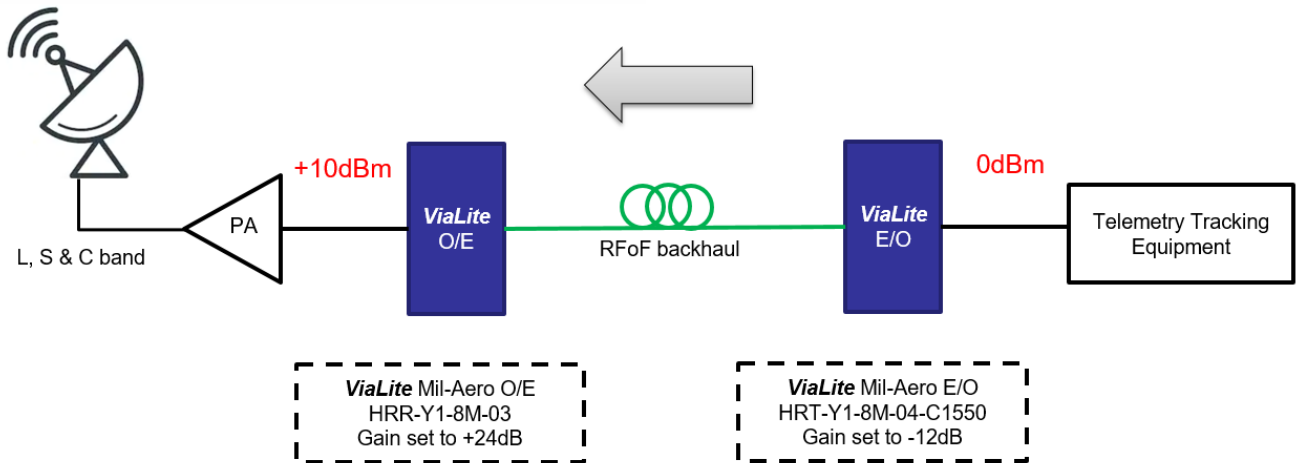 +10dBm
0dBm
PA
ViaLite
O/E
ViaLite
E/O
Telemetry Tracking
Equipment
L, S & C band
RFoF backhaul
ViaLite Mil-Aero O/E
HRR-Y1-8M-03
Gain set to +24dB
ViaLite Mil-Aero E/O
HRT-Y1-8M-04-C1550
Gain set to -12dB